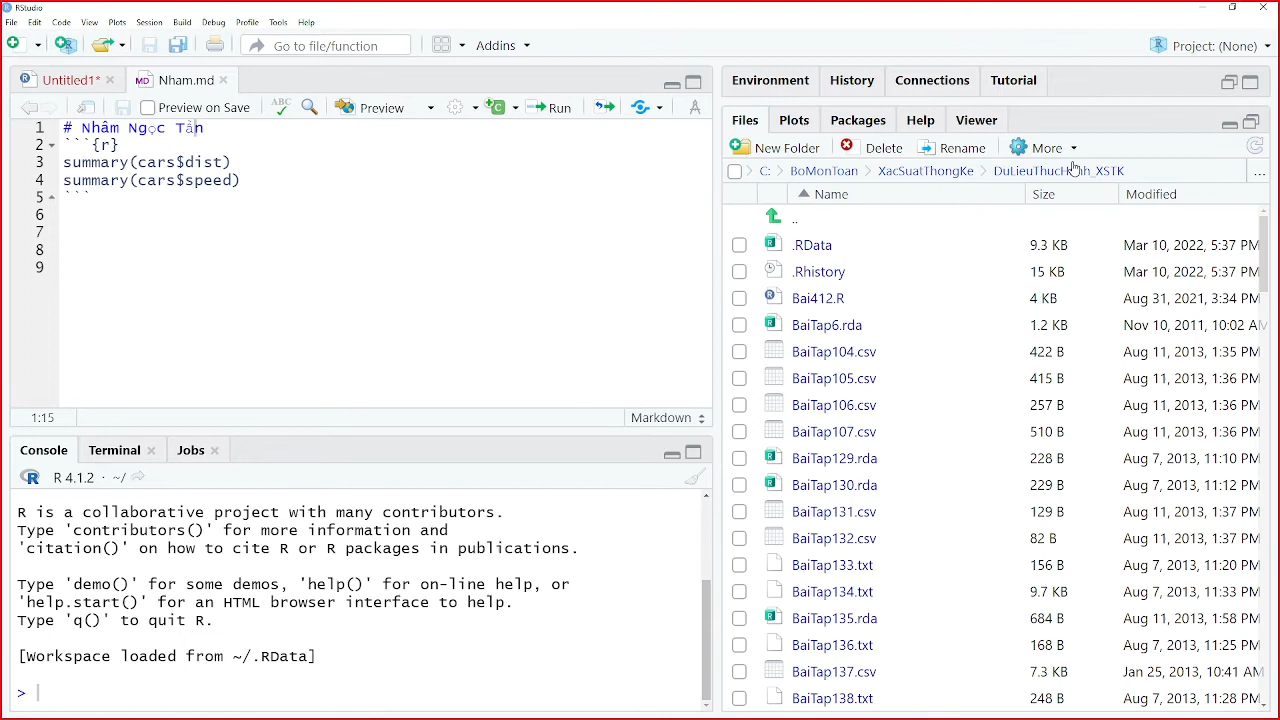 RStudio
File Edit Code View Plots Session Build Debug Profile Tools Help
Go to file/function Addins Project: (None)
Untitled1* Nham.md
Preview on Save ABC Preview Run
1 # Nhâm Ngọc Tần
2 ```{r}
3 summary(cars$dist)
4 summary(cars$speed)
5 ```
6
7
8
9
1:15 Markdown
Console Terminal Jobs
R 4.1.2 · ~/
R is a collaborative project with many contributors.
Type 'contributors()' for more information and
'citation()' on how to cite R or R packages in publications.
Type 'demo()' for some demos, 'help()' for on-line help, or
'help.start()' for an HTML browser interface to help.
Type 'q()' to quit R.
[Workspace loaded from ~/.RData]
>
Environment History Connections Tutorial
Files Plots Packages Help Viewer
New Folder Delete Rename More
C: BoMonToan XacSuatThongKe
Name Size Modified
..
.RData 9.3 KB Mar 10, 2022, 5:37 PM
.Rhistory 15 KB Mar 10, 2022, 5:37 PM
Bai412.R 4 KB Aug 31, 2021, 3:34 PM
BaiTap6.rda 1.2 KB Nov 10, 2011, 10:02 AM
BaiTap104.csv 422 B Aug 11, 2013, 1:35 PM
BaiTap105.csv 415 B Aug 11, 2013, 1:36 PM
BaiTap106.csv 257 B Aug 11, 2013, 1:36 PM
BaiTap107.csv 510 B Aug 11, 2013, 1:36 PM
BaiTap129.rda 228 B Aug 7, 2013, 11:10 PM
BaiTap130.rda 229 B Aug 7, 2013, 11:12 PM
BaiTap131.csv 129 B Aug 11, 2013, 1:37 PM
BaiTap132.csv 82 B Aug 11, 2013, 1:37 PM
BaiTap133.txt 156 B Aug 7, 2013, 11:20 PM
BaiTap134.txt 9.7 KB Aug 7, 2013, 11:33 PM
BaiTap135.rda 684 B Aug 11, 2013, 1:58 PM
BaiTap136.txt 168 B Aug 7, 2013, 11:25 PM
BaiTap137.csv 7.3 KB Jan 25, 2013, 10:41 AM
BaiTap138.txt 248 B Aug 7, 2013, 11:28 PM